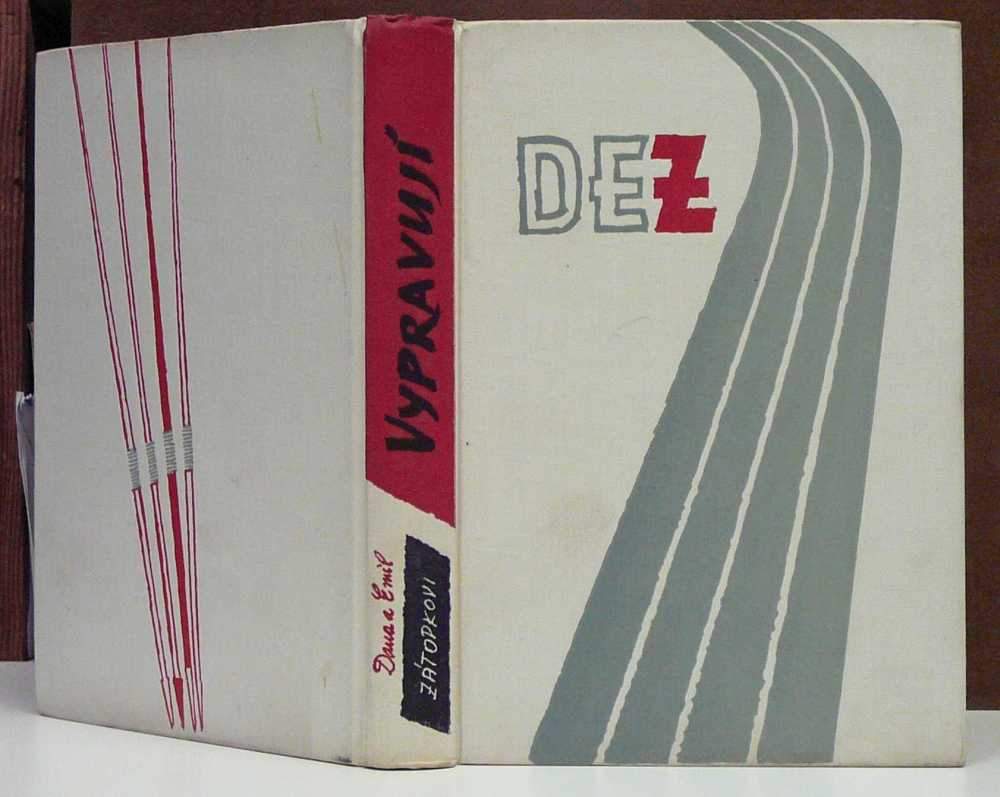 VYPRAVUJÍ
Dana a Emil
ZÁTOPKOVI
DEZ